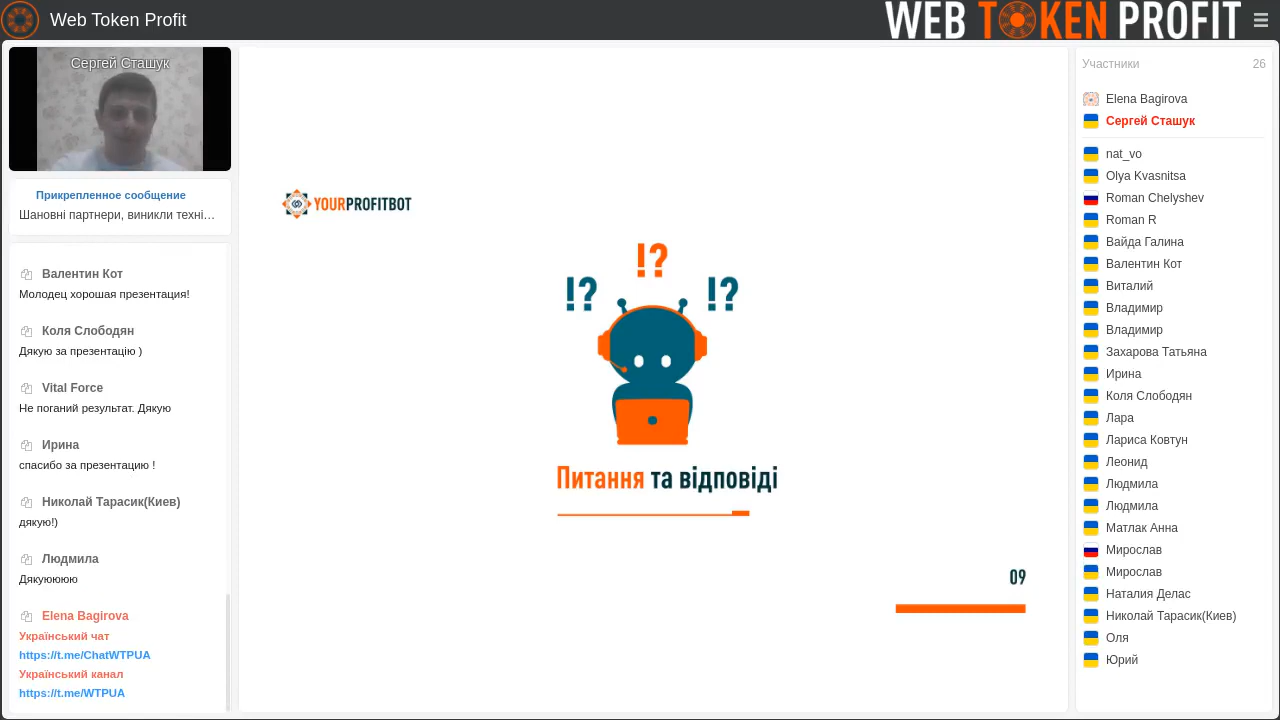 Web Token Profit
WEB TOKEN PROFIT
Сергей Сташук
Прикрепленное сообщение
Шановні партнери, виникли техні…
Валентин Кот
Молодец хорошая презентация!
Коля Слободян
Дякую за презентацію )
Vital Force
Не поганий результат. Дякую
Ирина
спасибо за презентацию !
Николай Тарасик(Киев)
дякую!)
Людмила
Дякуюююю
Elena Bagirova
Український чат
https://t.me/ChatWTPUA
Український канал
https://t.me/WTPUA
YOURPROFITBOT
!?
!?
!?
Питання та відповіді
09
Участники 26
Elena Bagirova
Сергей Сташук
nat_vo
Olya Kvasnitsa
Roman Chelyshev
Roman R
Вайда Галина
Валентин Кот
Виталий
Владимир
Владимир
Захарова Татьяна
Ирина
Коля Слободян
Лара
Лариса Ковтун
Леонид
Людмила
Людмила
Матлак Анна
Мирослав
Мирослав
Наталия Делас
Николай Тарасик(Киев)
Оля
Юрий